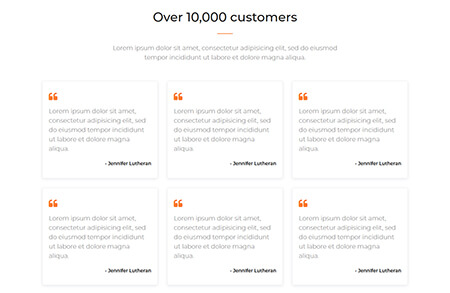 Over 10,000 customers
Lorem ipsum dolor sit amet, consectetur adipisicing elit, sed
do eiusmod tempor incididunt ut labore et dolore magna aliqua.
Lorem ipsum dolor sit amet,
consectetur adipisicing elit, sed
do eiusmod tempor incididunt
ut labore et dolore magna
aliqua.
- Jennifer Lutheran
Lorem ipsum dolor sit amet,
consectetur adipisicing elit, sed
do eiusmod tempor incididunt
ut labore et dolore magna
aliqua.
- Jennifer Lutheran
Lorem ipsum dolor sit amet,
consectetur adipisicing elit, sed
do eiusmod tempor incididunt
ut labore et dolore magna
aliqua.
- Jennifer Lutheran
Lorem ipsum dolor sit amet,
consectetur adipisicing elit, sed
do eiusmod tempor incididunt
ut labore et dolore magna
aliqua.
- Jennifer Lutheran
Lorem ipsum dolor sit amet,
consectetur adipisicing elit, sed
do eiusmod tempor incididunt
ut labore et dolore magna
aliqua.
- Jennifer Lutheran
Lorem ipsum dolor sit amet,
consectetur adipisicing elit, sed
do eiusmod tempor incididunt
ut labore et dolore magna
aliqua.
- Jennifer Lutheran